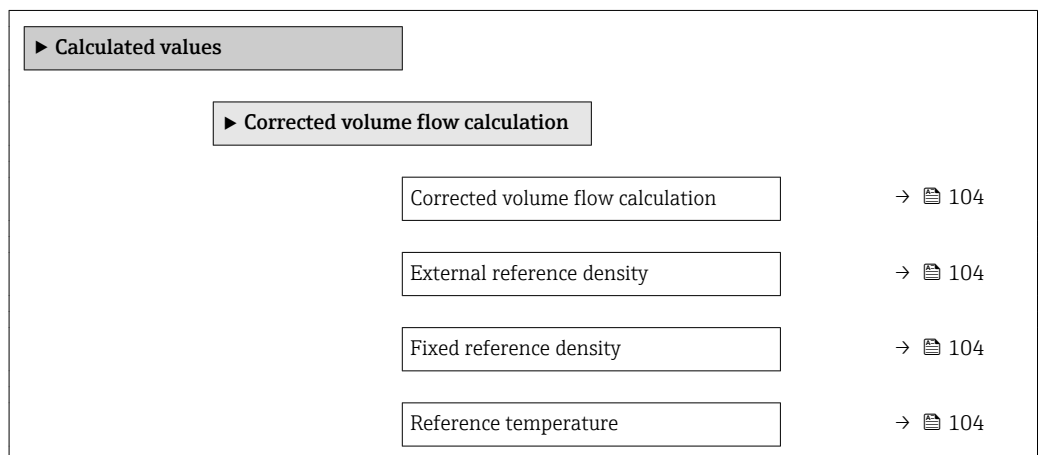 ▶ Calculated values
▶ Corrected volume flow calculation
Corrected volume flow calculation → 104
External reference density → 104
Fixed reference density → 104
Reference temperature → 104